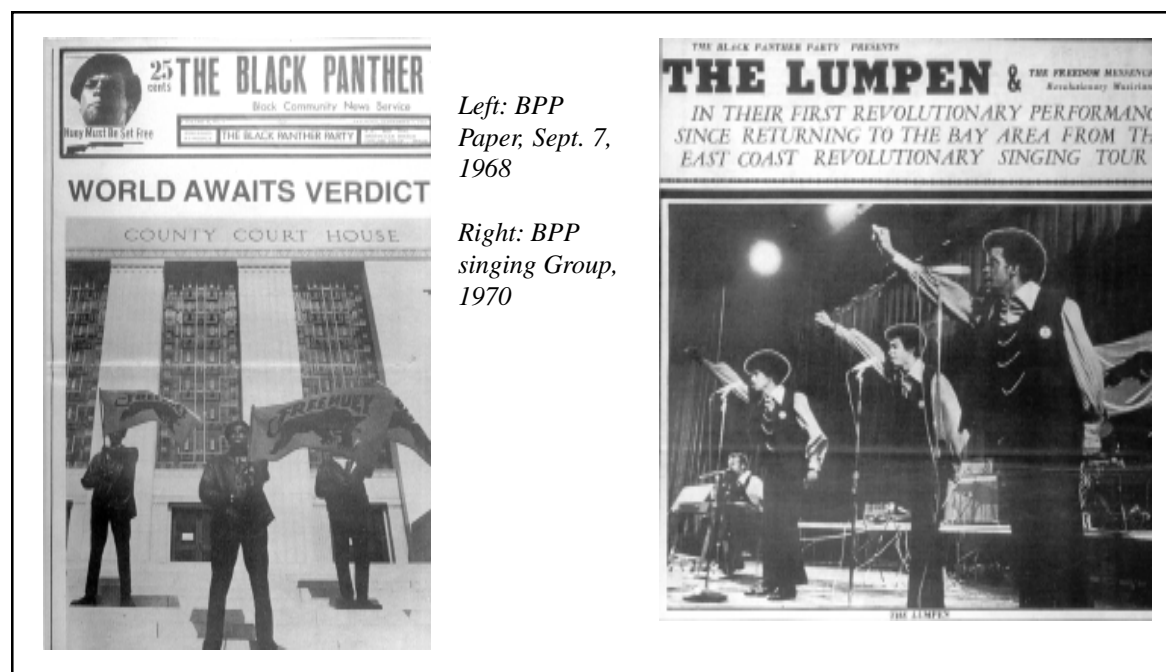 25 cents
THE BLACK PANTHER
Black Community News Service
Huey Must Be Set Free
THE BLACK PANTHER PARTY
WORLD AWAITS VERDICT
COUNTY COURT HOUSE
FREE HUEY
Left: BPP
Paper, Sept. 7,
1968
Right: BPP
singing Group,
1970
THE BLACK PANTHER PARTY PRESENTS
THE LUMPEN &
THE FREEDOM MESSENG
Revolutionary Musician
IN THEIR FIRST REVOLUTIONARY PERFORMANC
SINCE RETURNING TO THE BAY AREA FROM TH
EAST COAST REVOLUTIONARY SINGING TOUR
THE LUMPEN